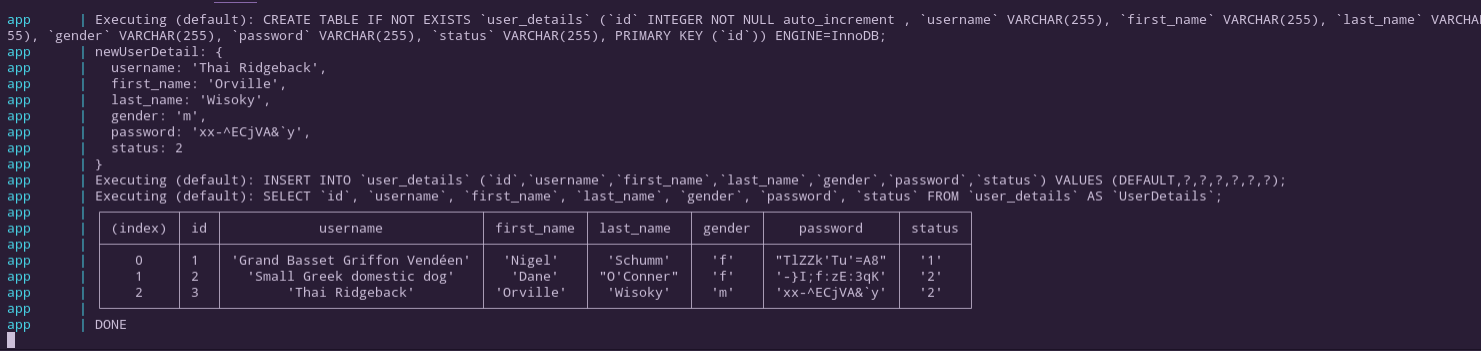 app      | Executing (default): CREATE TABLE IF NOT EXISTS `user_details` (`id` INTEGER NOT NULL auto_increment , `username` VARCHAR(255), `first_name` VARCHAR(255), `last_name` VARCHA
55), `gender` VARCHAR(255), `password` VARCHAR(255), `status` VARCHAR(255), PRIMARY KEY (`id`)) ENGINE=InnoDB;
app      | newUserDetail: {
app      |   username: 'Thai Ridgeback',
app      |   first_name: 'Orville',
app      |   last_name: 'Wisoky',
app      |   gender: 'm',
app      |   password: 'xx-^ECjVA&`y',
app      |   status: 2
app      | }
app      | Executing (default): INSERT INTO `user_details` (`id`,`username`,`first_name`,`last_name`,`gender`,`password`,`status`) VALUES (DEFAULT,?,?,?,?,?,?);
app      | Executing (default): SELECT `id`, `username`, `first_name`, `last_name`, `gender`, `password`, `status` FROM `user_details` AS `UserDetails`;
app      |
app      | (index) id username first_name last_name gender password status
app      |
app      | 0 1 'Grand Basset Griffon Vendéen' 'Nigel' 'Schumm' 'f' "TlZZk'Tu'=A8" '1'
app      | 1 2 'Small Greek domestic dog' 'Dane' "O'Conner" 'f' '-}I;f:zE:3qK' '2'
app      | 2 3 'Thai Ridgeback' 'Orville' 'Wisoky' 'm' 'xx-^ECjVA&`y' '2'
app      |
app      | DONE